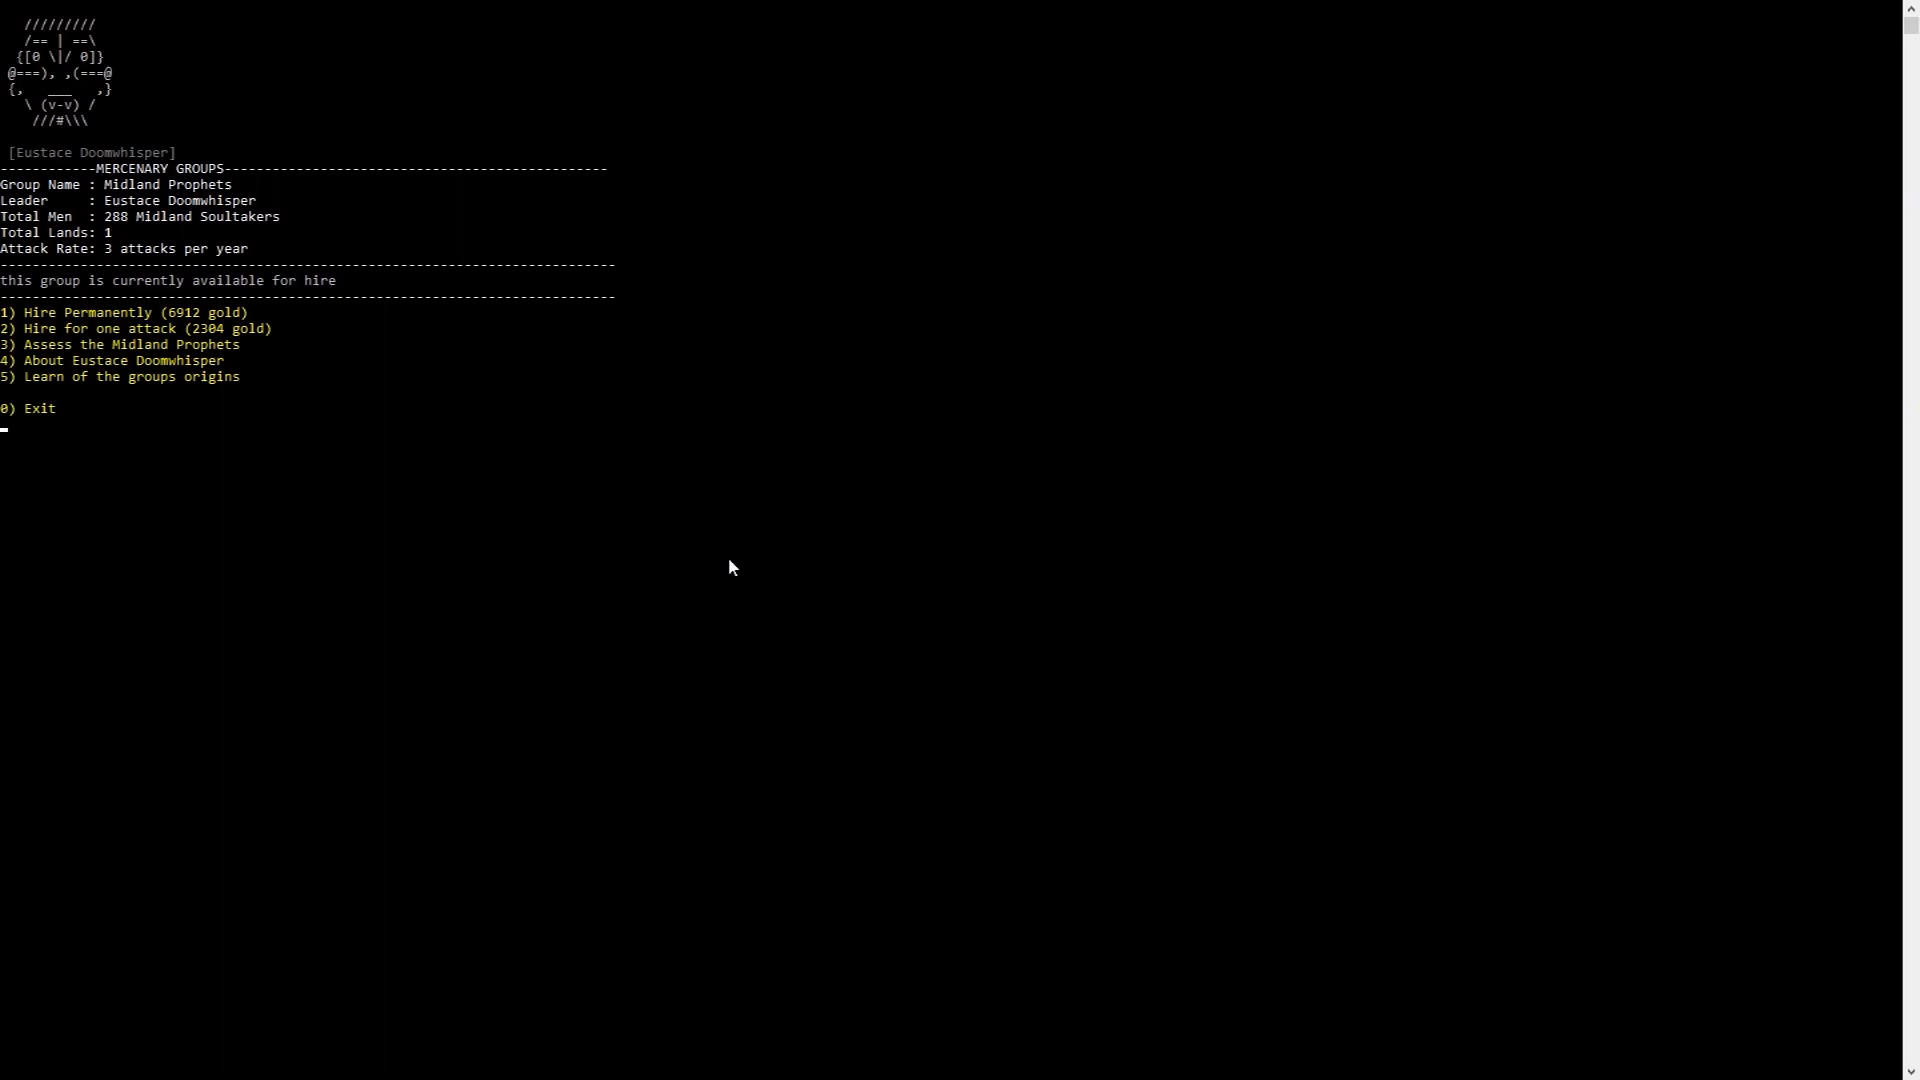 /////////
/== | ==\
{[0 \|/ 0]}
@===), ,(===@
{,   ___   ,}
\ (v-v) /
///#\\\
[Eustace Doomwhisper]
------------MERCENARY GROUPS------------------------------------------------
Group Name : Midland Prophets
Leader     : Eustace Doomwhisper
Total Men  : 288 Midland Soultakers
Total Lands: 1
Attack Rate: 3 attacks per year
-----------------------------------------------------------------------------
this group is currently available for hire
-----------------------------------------------------------------------------
1) Hire Permanently (6912 gold)
2) Hire for one attack (2304 gold)
3) Assess the Midland Prophets
4) About Eustace Doomwhisper
5) Learn of the groups origins
0) Exit